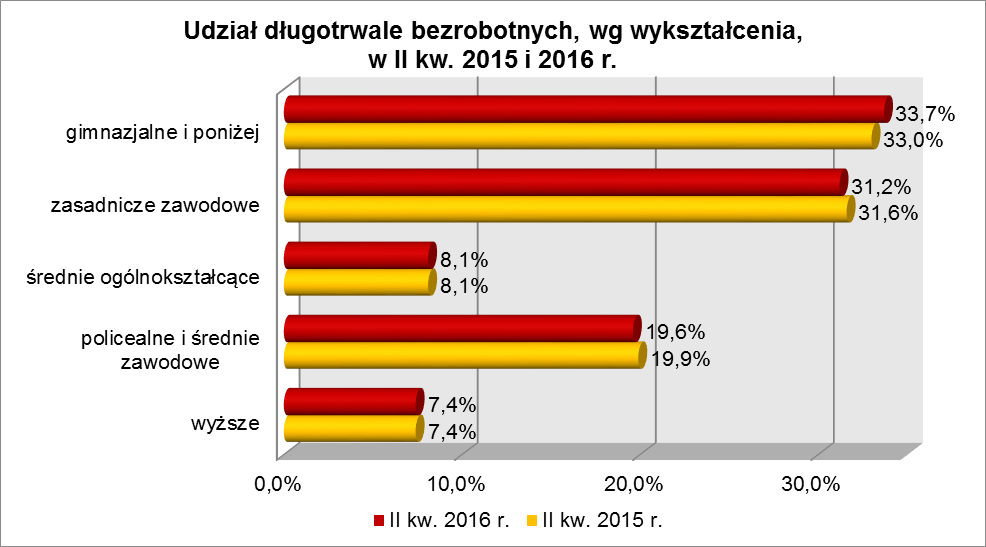 Udział długotrwale bezrobotnych, wg wykształcenia,
w II kw. 2015 i 2016 r.
gimnazjalne i poniżej
33,7%
33,0%
zasadnicze zawodowe
31,2%
31,6%
średnie ogólnokształcące
8,1%
8,1%
policealne i średnie
zawodowe
19,6%
19,9%
wyższe
7,4%
7,4%
0,0% 10,0% 20,0% 30,0%
II kw. 2016 r. II kw. 2015 r.